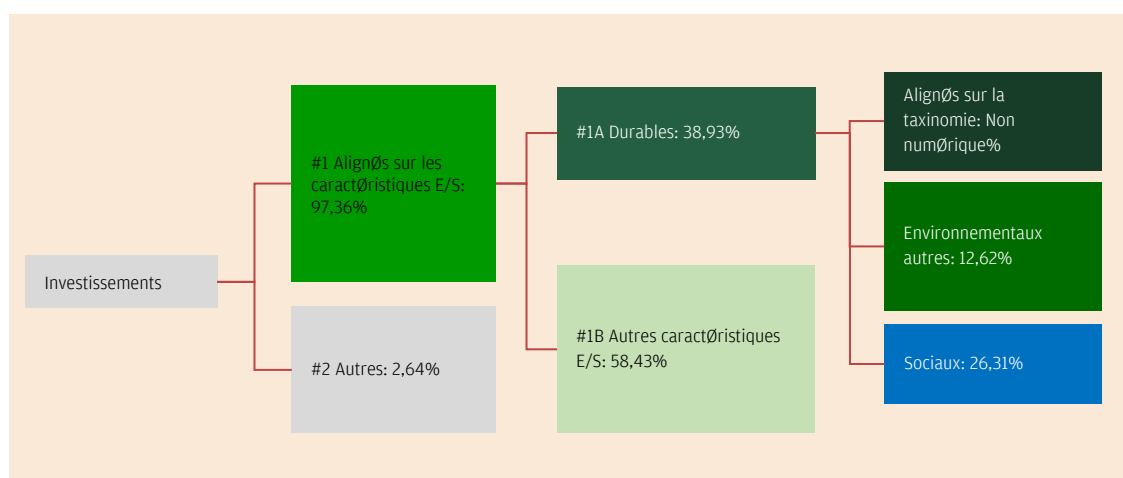 Investissements
#1 AlignØs sur les
caractØristiques E/S:
97,36%
#2 Autres: 2,64%
#1A Durables: 38,93%
#1B Autres caractØristiques
E/S: 58,43%
AlignØs sur la
taxinomie: Non
numØrique%
Environnementaux
autres: 12,62%
Sociaux: 26,31%